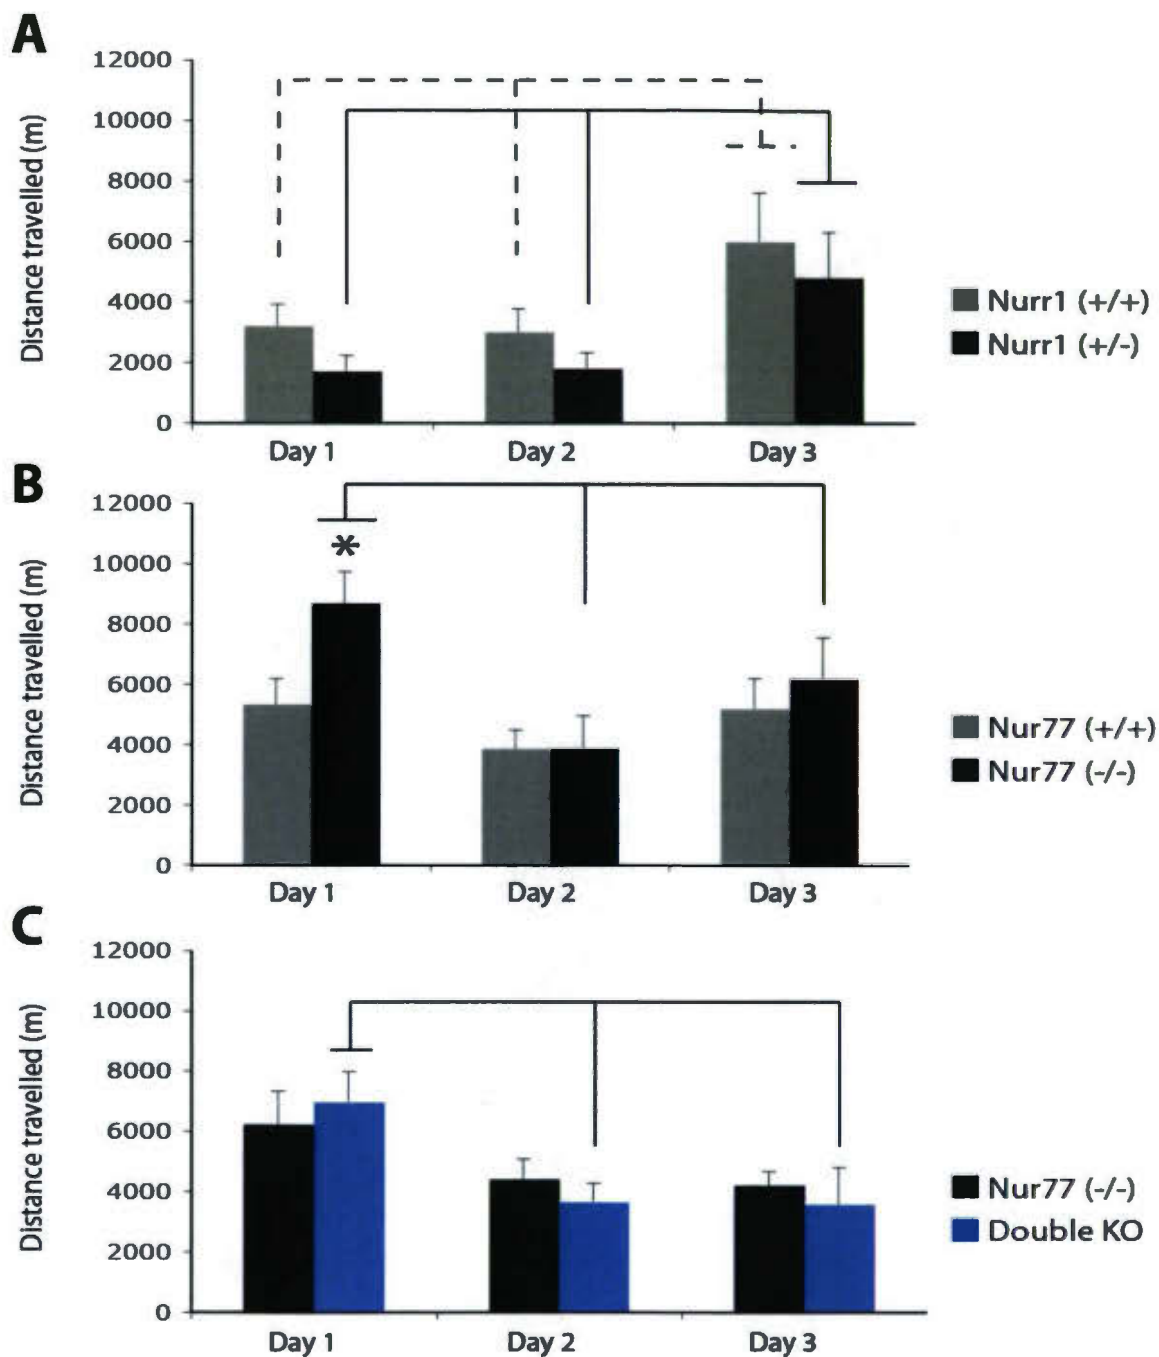 A
Distance travelled (m)
12000
10000
8000
6000
4000
2000
0
Day 1 Day 2 Day 3
Nurr1 (+/+)
Nurr1 (+/-)
B
Distance travelled (m)
12000
10000
8000
6000
4000
2000
0
*
Day 1 Day 2 Day 3
Nur77 (+/+)
Nur77 (-/-)
C
Distance travelled (m)
12000
10000
8000
6000
4000
2000
0
Day 1 Day 2 Day 3
Nur77 (-/-)
Double KO